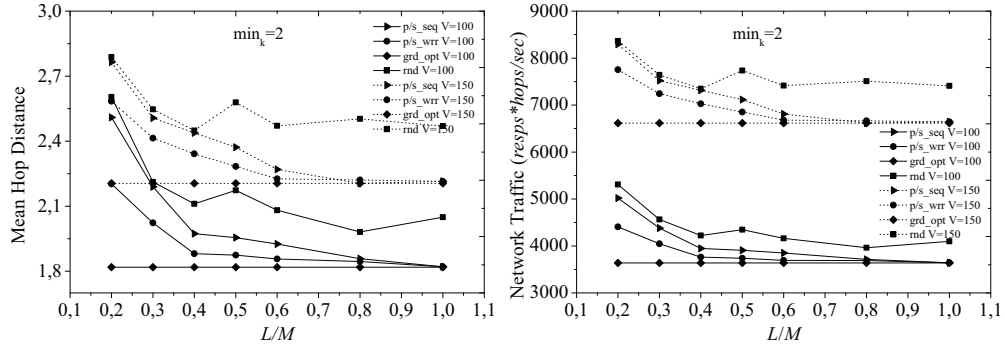 min_k=2
p/s_seq V=100
p/s_wrr V=100
grd_opt V=100
rnd V=100
p/s_seq V=150
p/s_wrr V=150
grd_opt V=150
rnd V=150
3,0
2,7
2,4
2,1
1,8
Mean Hop Distance
0,1 0,2 0,3 0,4 0,5 0,6 0,7 0,8 0,9 1,0 1,1
L/M
min_k=2
9000
8000
7000
6000
5000
4000
3000
Network Traffic (resps*hops/sec)
p/s_seq V=100
p/s_wrr V=100
grd_opt V=100
rnd V=100
p/s_seq V=150
p/s_wrr V=150
grd_opt V=150
rnd V=150
0,1 0,2 0,3 0,4 0,5 0,6 0,7 0,8 0,9 1,0 1,1
L/M